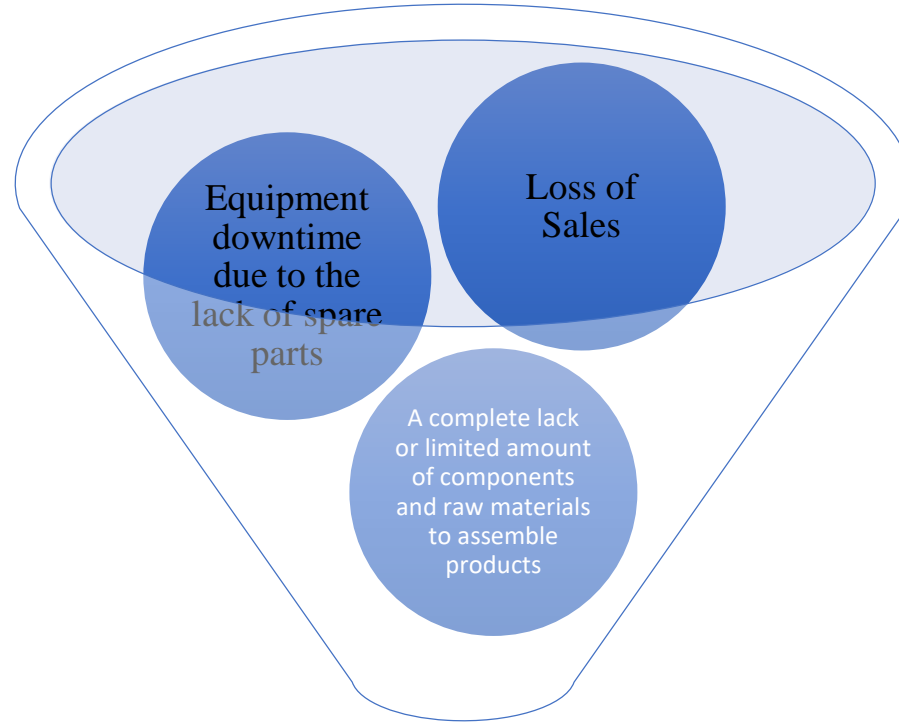 Equipment
downtime
due to the
lack of spare
parts
Loss of
Sales
A complete lack
or limited amount
of components
and raw materials
to assemble
products